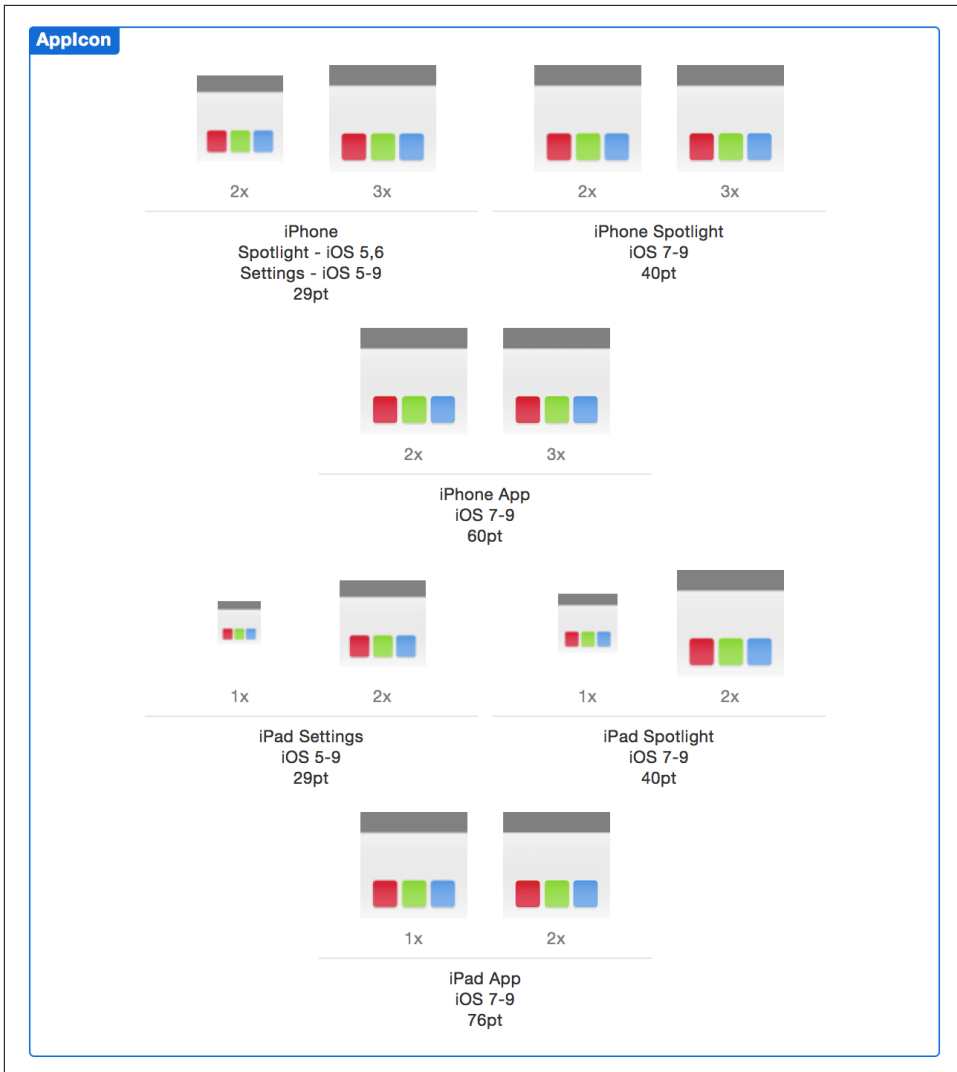 AppIcon
2x 3x 2x 3x
iPhone
Spotlight - iOS 5,6
Settings - iOS 5-9
29pt
iPhone Spotlight
iOS 7-9
40pt
2x 3x
iPhone App
iOS 7-9
60pt
1x 2x 1x 2x
iPad Settings
iOS 5-9
29pt
iPad Spotlight
iOS 7-9
40pt
1x 2x
iPad App
iOS 7-9
76pt